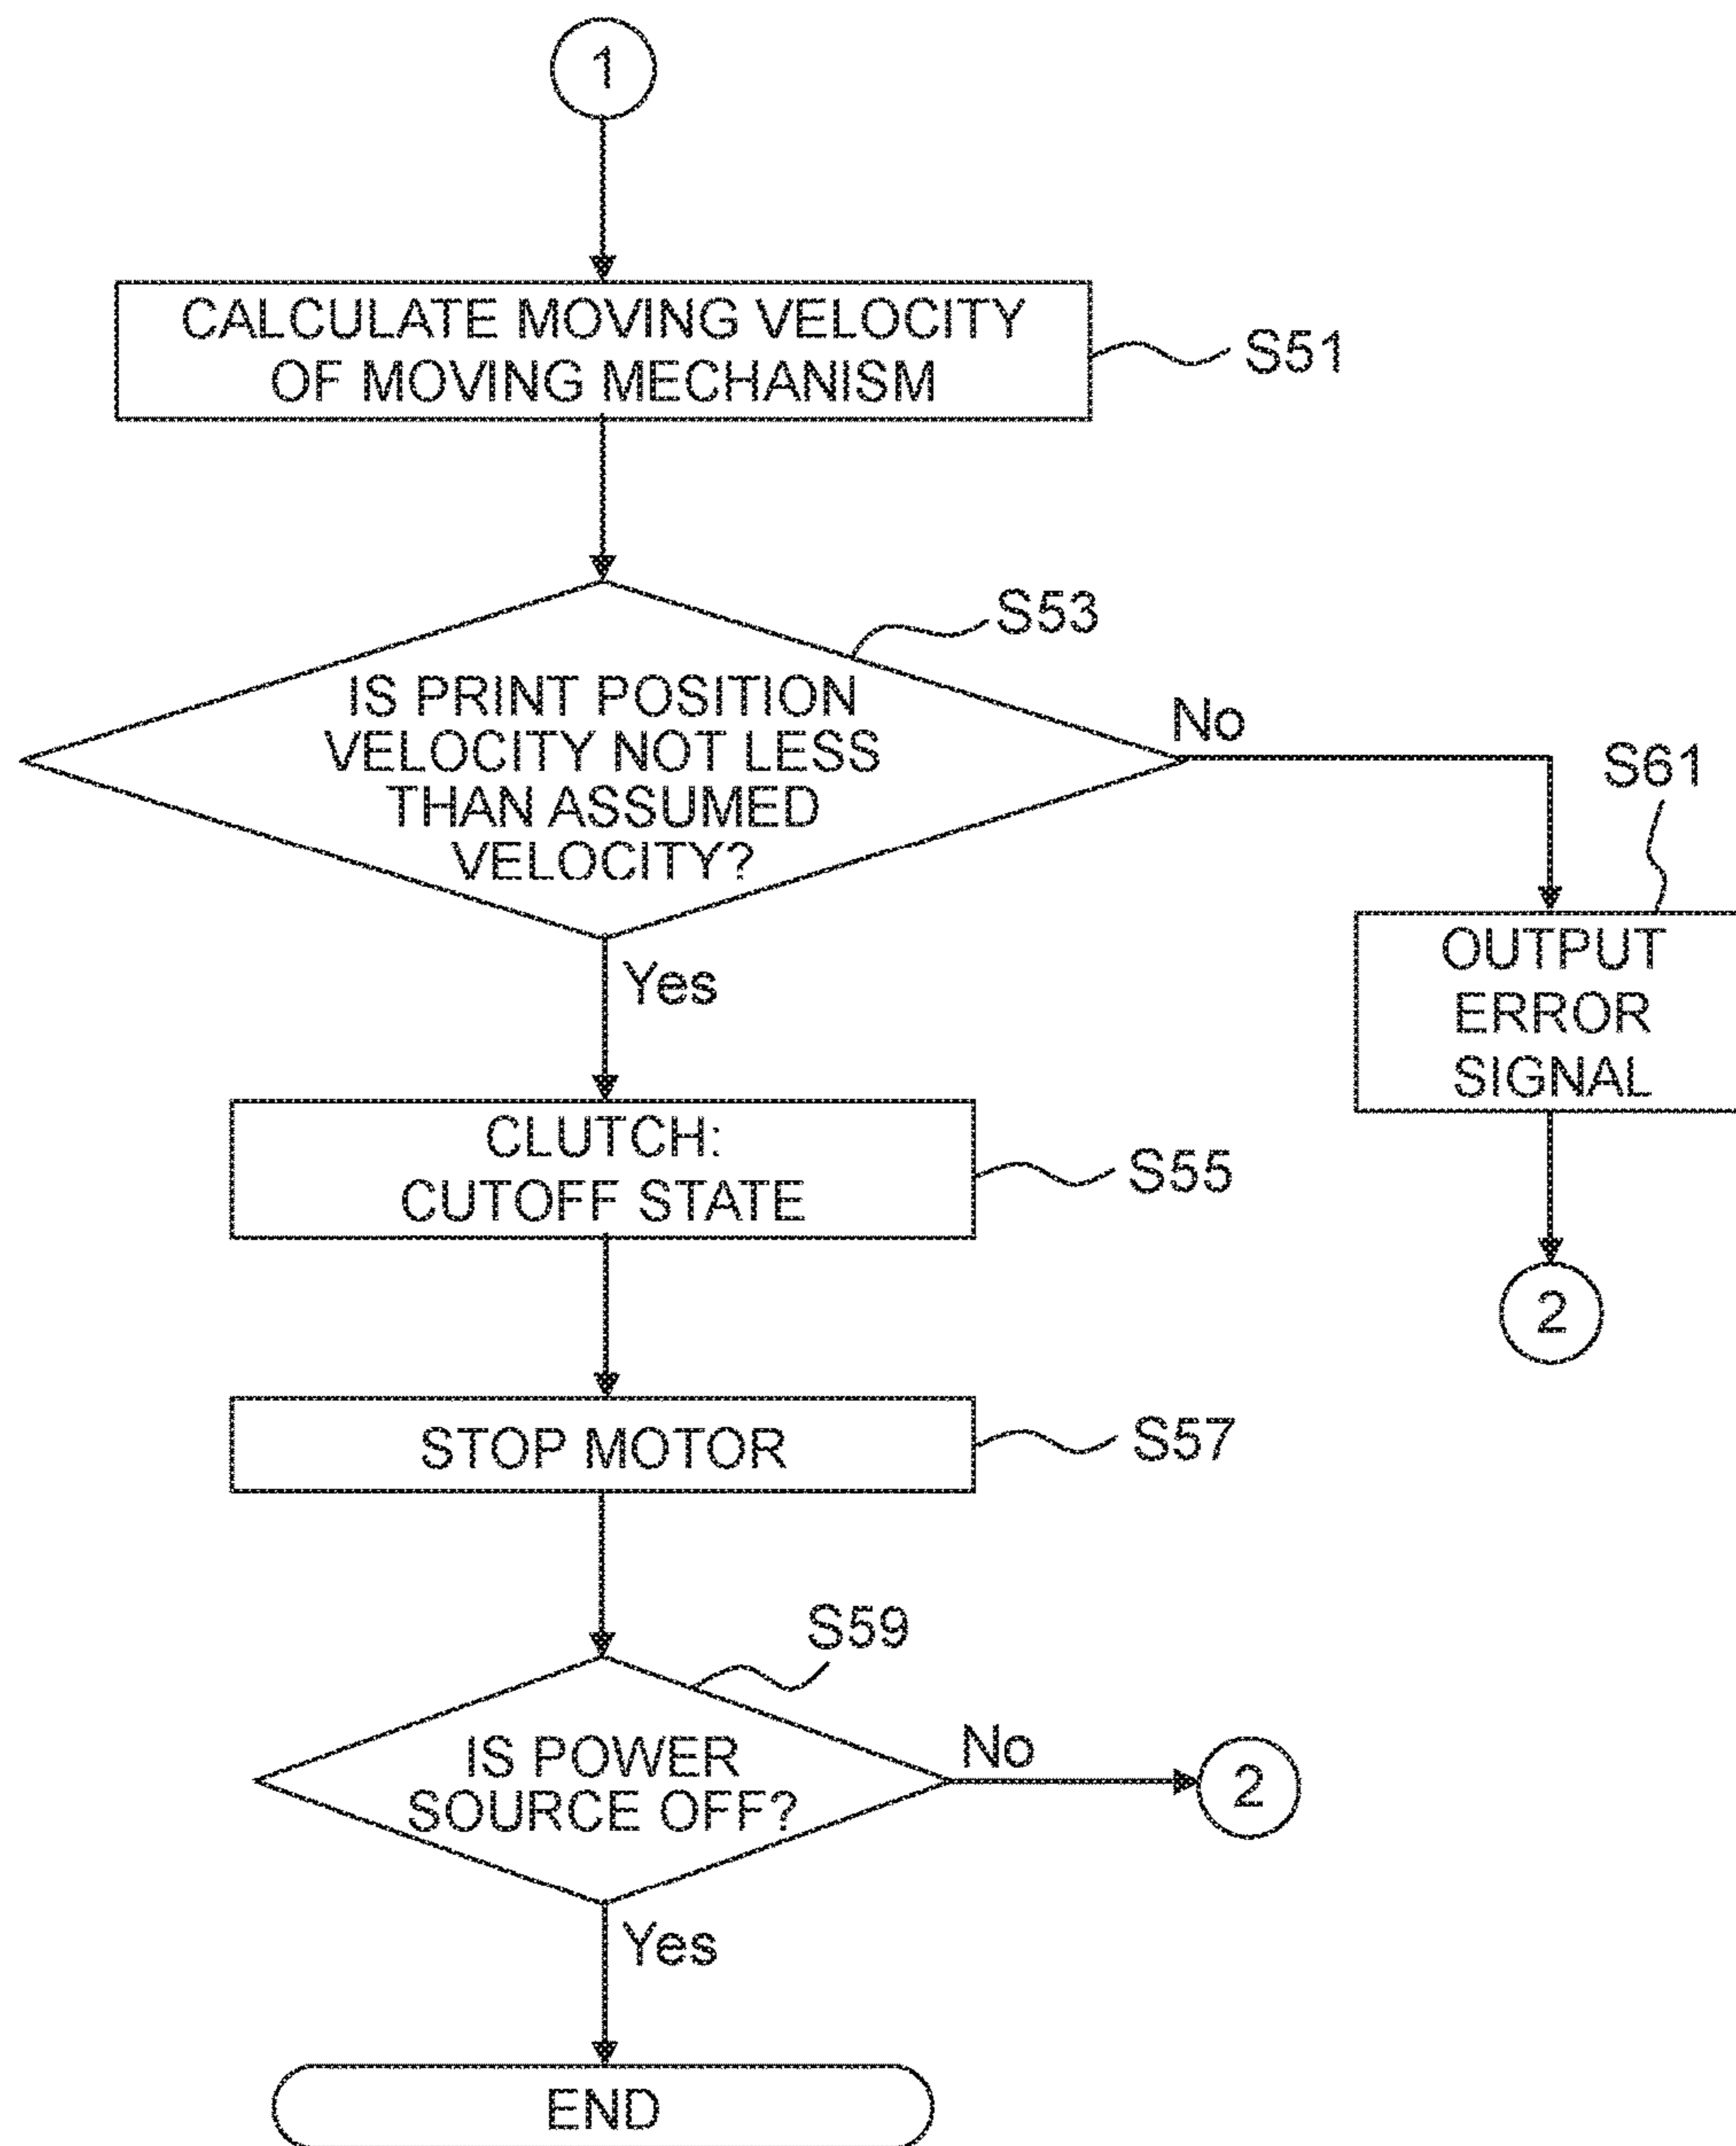 1
CALCULATE MOVING VELOCITY
OF MOVING MECHANISM
S51
S53
IS PRINT POSITION
VELOCITY NOT LESS
THAN ASSUMED
VELOCITY?
No
S61
OUTPUT
ERROR
SIGNAL
2
Yes
CLUTCH:
CUTOFF STATE
S55
STOP MOTOR
S57
S59
IS POWER
SOURCE OFF?
No
2
Yes
END